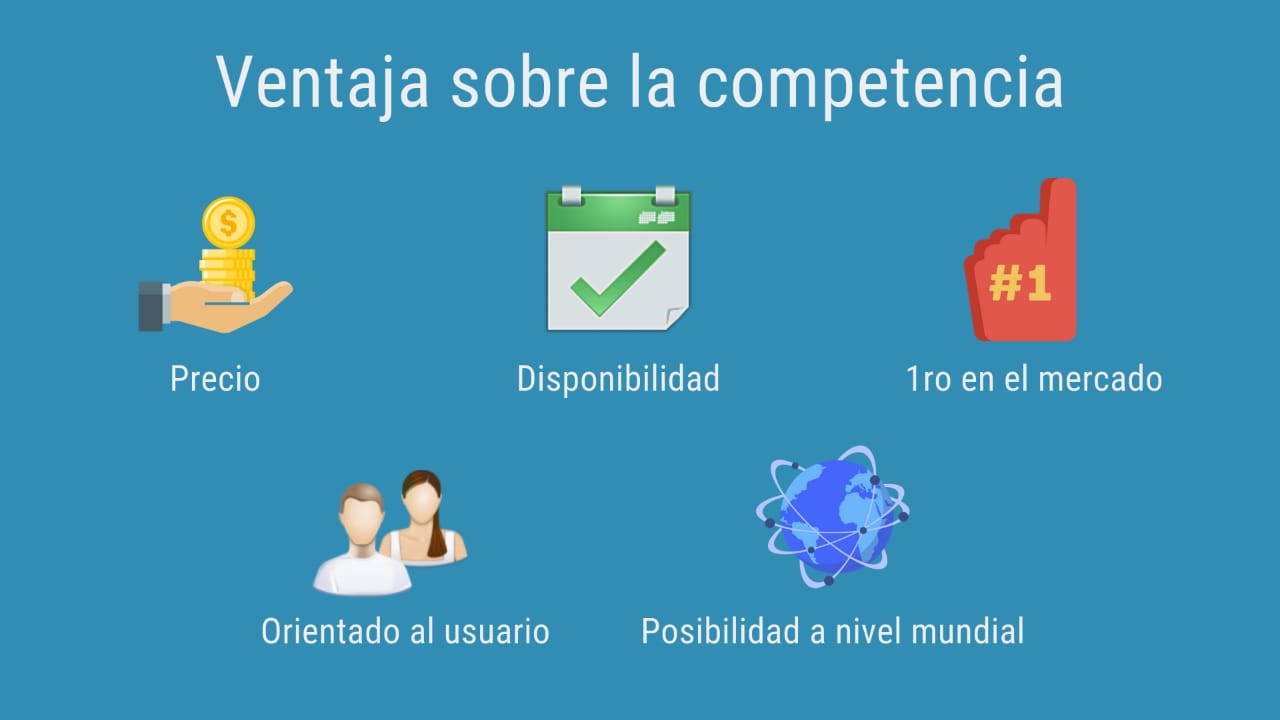 Ventaja sobre la competencia
$
#1
Precio
Disponibilidad
1ro en el mercado
Orientado al usuario
Posibilidad a nivel mundial